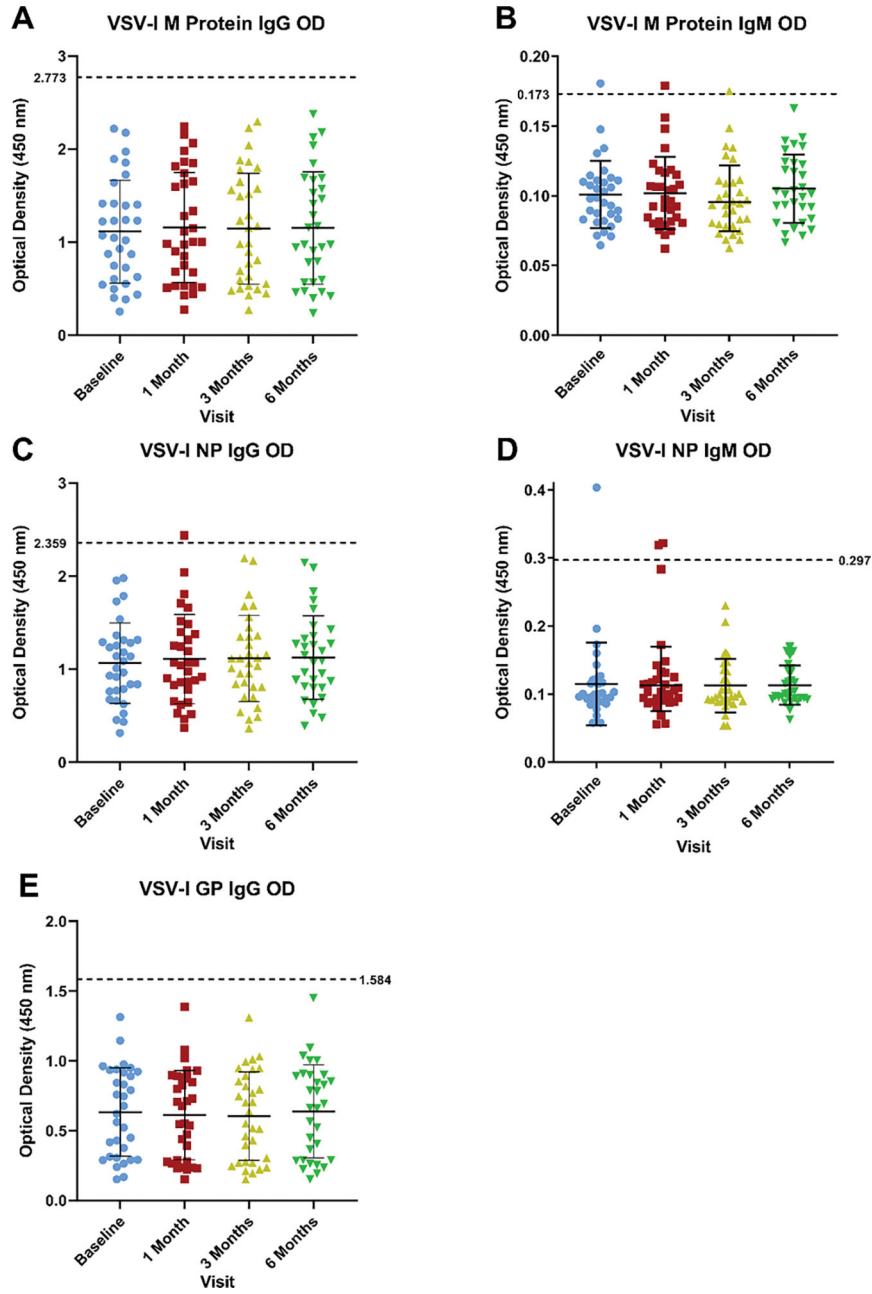 A
VSV-I M Protein IgG OD
Optical Density (450 nm)
3
2.773
2
1
0
Baseline
1 Month
3 Months
6 Months
Visit
B
VSV-I M Protein IgM OD
Optical Density (450 nm)
0.20
0.173
0.15
0.10
0.05
0.00
Baseline
1 Month
3 Months
6 Months
Visit
C
VSV-I NP IgG OD
Optical Density (450 nm)
3
2.359
2
1
0
Baseline
1 Month
3 Months
6 Months
Visit
D
VSV-I NP IgM OD
Optical Density (450 nm)
0.4
0.3
0.297
0.2
0.1
0.0
Baseline
1 Month
3 Months
6 Months
Visit
E
VSV-I GP IgG OD
Optical Density (450 nm)
2.0
1.584
1.5
1.0
0.5
0.0
Baseline
1 Month
3 Months
6 Months
Visit